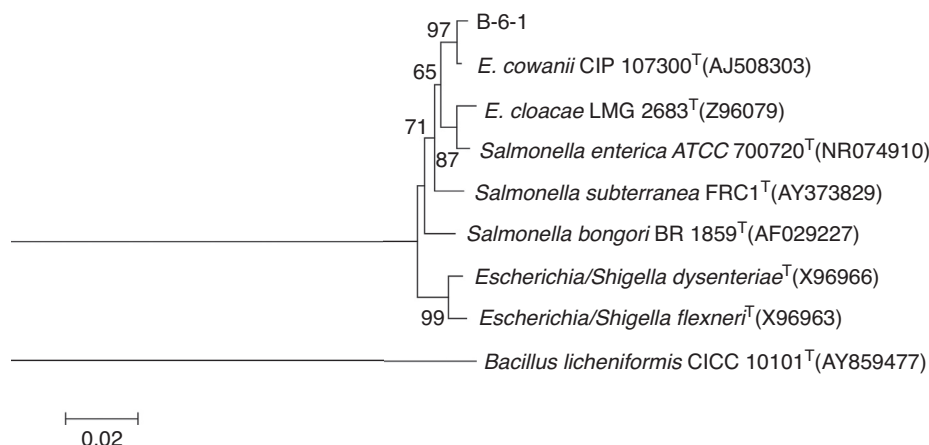 97
B-6-1
E. cowanii CIP 107300ᵀ(AJ508303)
65
E. cloacae LMG 2683ᵀ(Z96079)
71
87
Salmonella enterica ATCC 700720ᵀ(NR074910)
Salmonella subterranea FRC1ᵀ(AY373829)
Salmonella bongori BR 1859ᵀ(AF029227)
Escherichia/Shigella dysenteriaeᵀ(X96966)
99
Escherichia/Shigella flexneriᵀ(X96963)
Bacillus licheniformis CICC 10101ᵀ(AY859477)
0.02